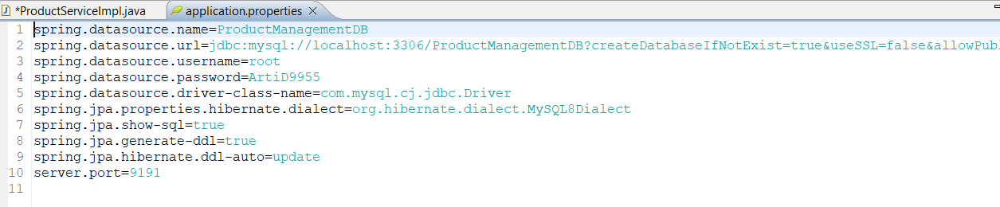 *ProductServiceImpl.java application.properties
1 spring.datasource.name=ProductManagementDB
2 spring.datasource.url=jdbc:mysql://localhost:3306/ProductManagementDB?createDatabaseIfNotExist=true&useSSL=false&allowPubl
3 spring.datasource.username=root
4 spring.datasource.password=ArtiD9955
5 spring.datasource.driver-class-name=com.mysql.cj.jdbc.Driver
6 spring.jpa.properties.hibernate.dialect=org.hibernate.dialect.MySQL8Dialect
7 spring.jpa.show-sql=true
8 spring.jpa.generate-ddl=true
9 spring.jpa.hibernate.ddl-auto=update
10 server.port=9191
11